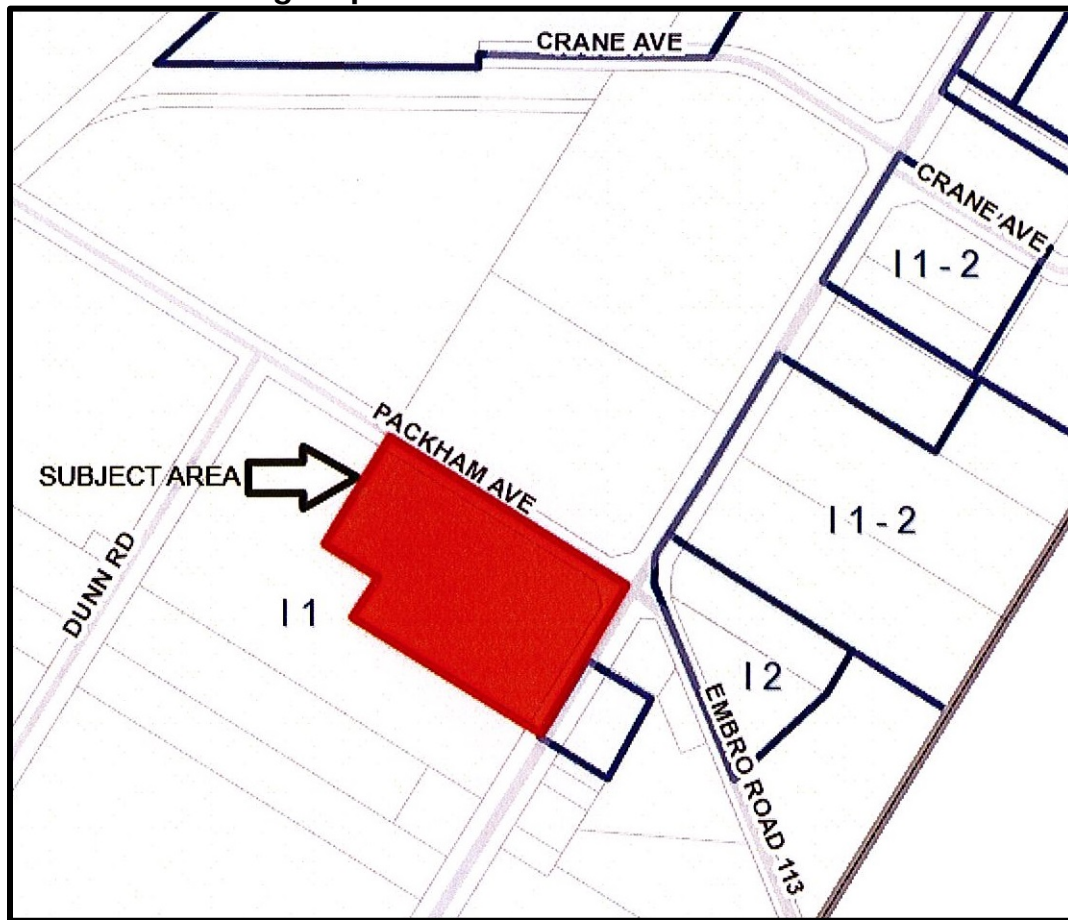 CRANE AVE
CRANE AVE
I 1 - 2
PACKHAM AVE
SUBJECT AREA
I 1 - 2
DUNN RD
I 1
I 2
EMBRO ROAD 113